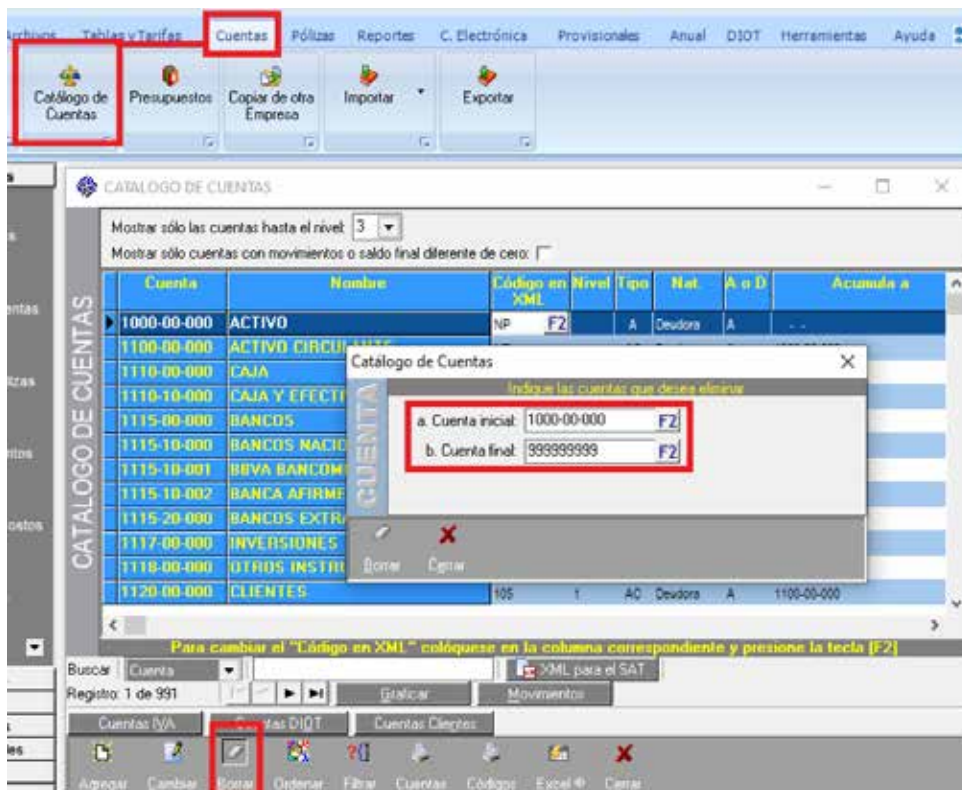 Archivos Tablas y Tarifas Cuentas Pólizas Reportes C. Electrónica Provisionales Anual DIOT Herramientas Ayuda
Catálogo de Cuentas Presupuestos Copiar de otra Empresa Importar Exportar
CATALOGO DE CUENTAS
Mostrar sólo las cuentas hasta el nivel: 3
Mostrar sólo cuentas con movimientos o saldo final diferente de cero:
CATALOGO DE CUENTAS
Cuenta Nombre Código en XML Nivel Tipo Nat. A o D Acumula a
1000-00-000 ACTIVO NP F2 A Deudora A - -
1100-00-000
1110-00-000 CAJA
1110-10-000 CAJA Y EFECTI
1115-00-000 BANCOS
1115-10-000 BANCOS NACIO
1115-10-001 BBVA BANCOM
1115-10-002 BANCA AFIRME
1115-20-000 BANCOS EXTR
1117-00-000 INVERSIONES
1118-00-000 OTROS INSTR
1120-00-000 CLIENTES 105 1 AC Deudora A 1100-00-000
Catálogo de Cuentas
CUENTA
Indique las cuentas que desea eliminar
a. Cuenta inicial: 1000-00-000 F2
b. Cuenta final: 999999999 F2
Borrar Cerrar
Para cambiar el "Código en XML" colóquese en la columna correspondiente y presione la tecla [F2]
Buscar Cuenta XML para el SAT
Registro: 1 de 991 Graficar Movimientos
Cuentas IVA Cuentas DIOT Cuentas Clientes
Agregar Cambiar Borrar Ordenar Filtrar Cuentas Códigos Excel ® Cerrar